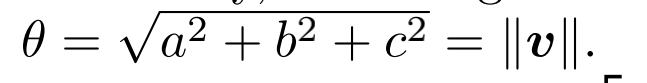 θ = √(a² + b² + c²) = ‖v‖.